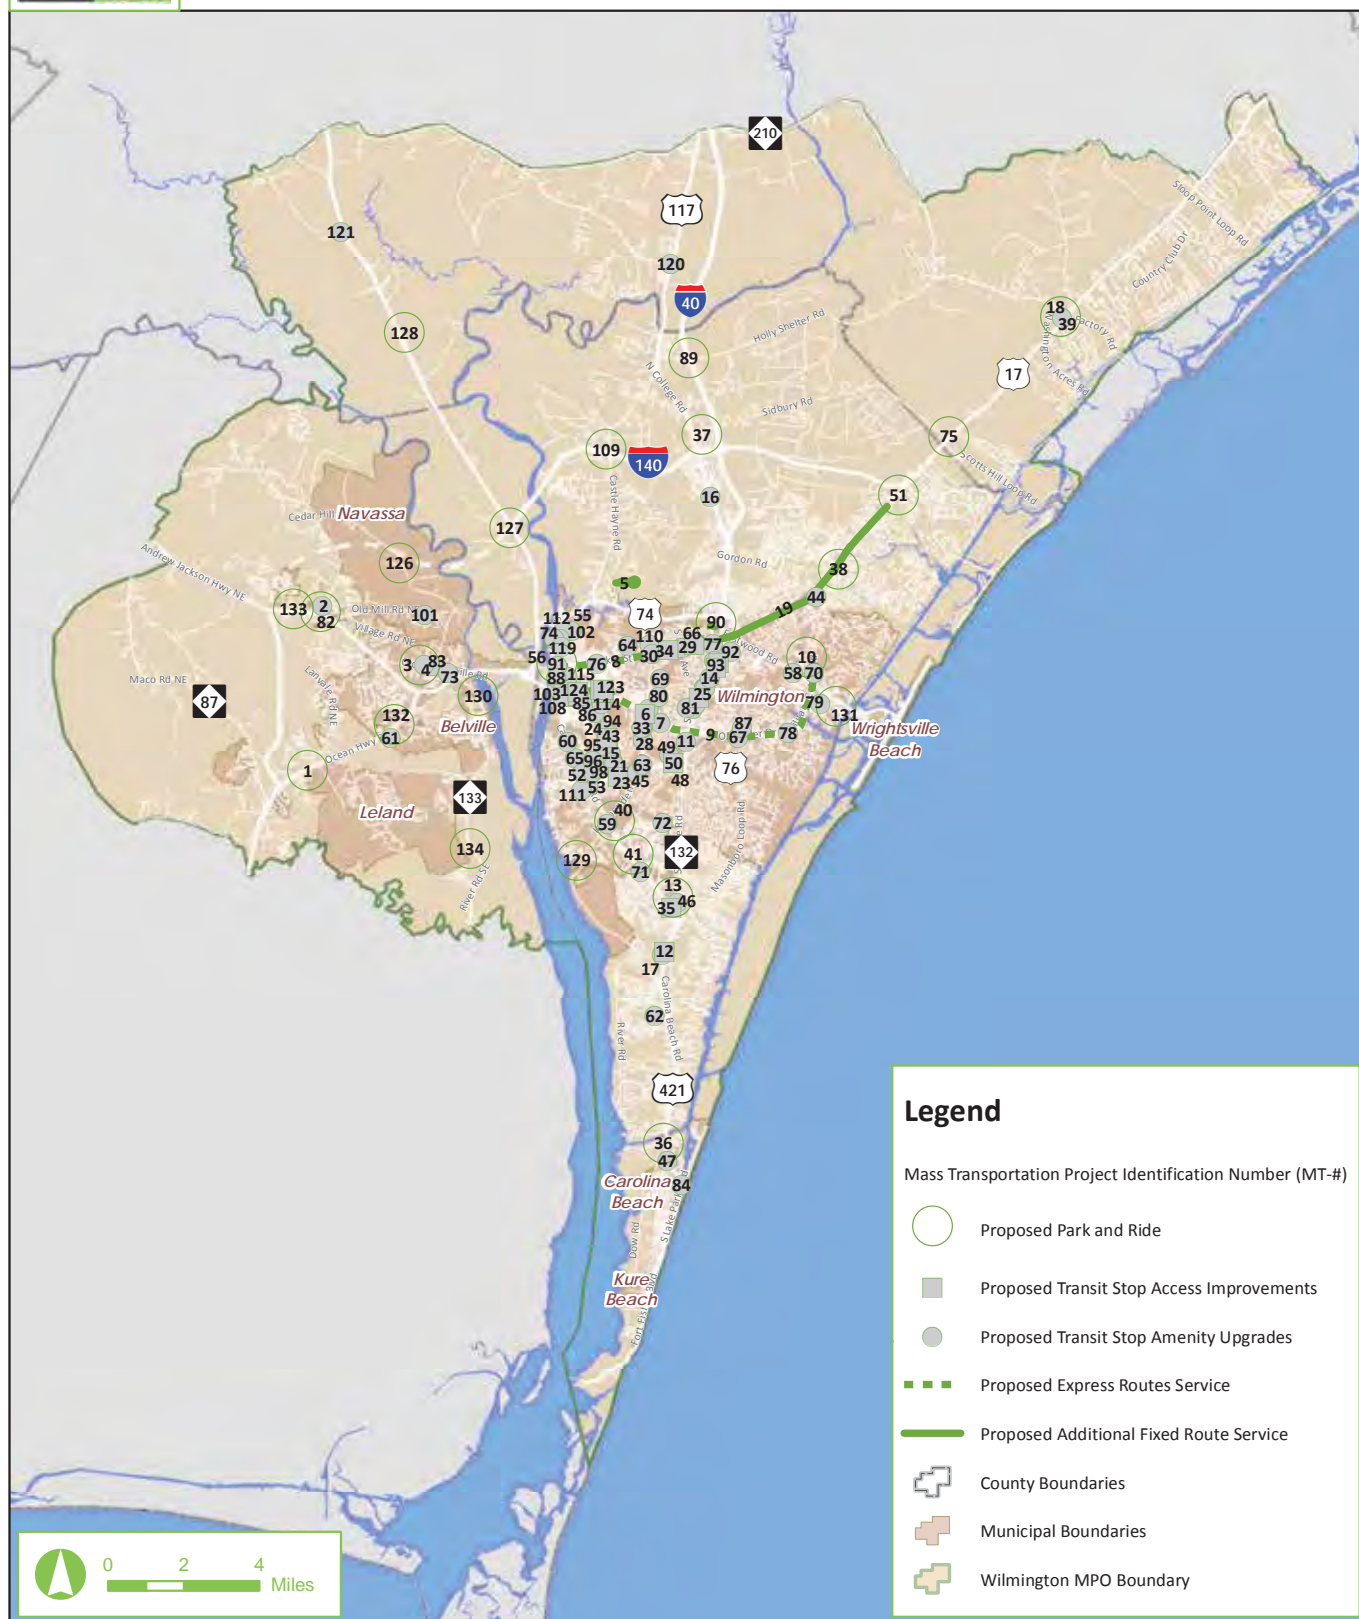 210
117
121
120
40
18
39
Sloop Point Loop Rd
Country Club Dr
Factory Rd
Washington Acres Rd
128
89
Holly Shelter Rd
17
N College Rd
Sidbury Rd
37
75
109
140
Scotts Hill Loop Rd
16
51
Castle Hayne Rd
Cedar Hill
Navassa
127
Andrew Jackson Hwy NE
126
Gordon Rd
38
5
44
133
2
82
Old Mill Rd NE
101
74
19
90
112
55
74
102
119
Village Rd NE
56
91
88
115
76
8
64
110
30
34
29
66
77
92
93
14
10
58
70
3
4
83
73
Maco Rd NE
87
Lanvale Rd NE
130
Belville
103
108
124
85
86
123
114
94
69
80
25
81
Wilmington
79
131
Wrightsville
Beach
132
61
Ocean Hwy
60
24
43
95
15
6
33
28
7
49
11
9
87
67
78
1
65
96
52
98
53
111
21
23
63
45
50
48
76
133
Leland
40
59
72
132
Masonboro Loop Rd
134
River Rd SE
129
41
71
13
46
35
12
17
Carolina Beach Rd
62
River Rd
421
36
47
Carolina
Beach
84
Dow Rd
Kure
Beach
Legend
Mass Transportation Project Identification Number (MT-#)
Proposed Park and Ride
Proposed Transit Stop Access Improvements
Proposed Transit Stop Amenity Upgrades
Proposed Express Routes Service
Proposed Additional Fixed Route Service
County Boundaries
Municipal Boundaries
Wilmington MPO Boundary
0 2 4
Miles